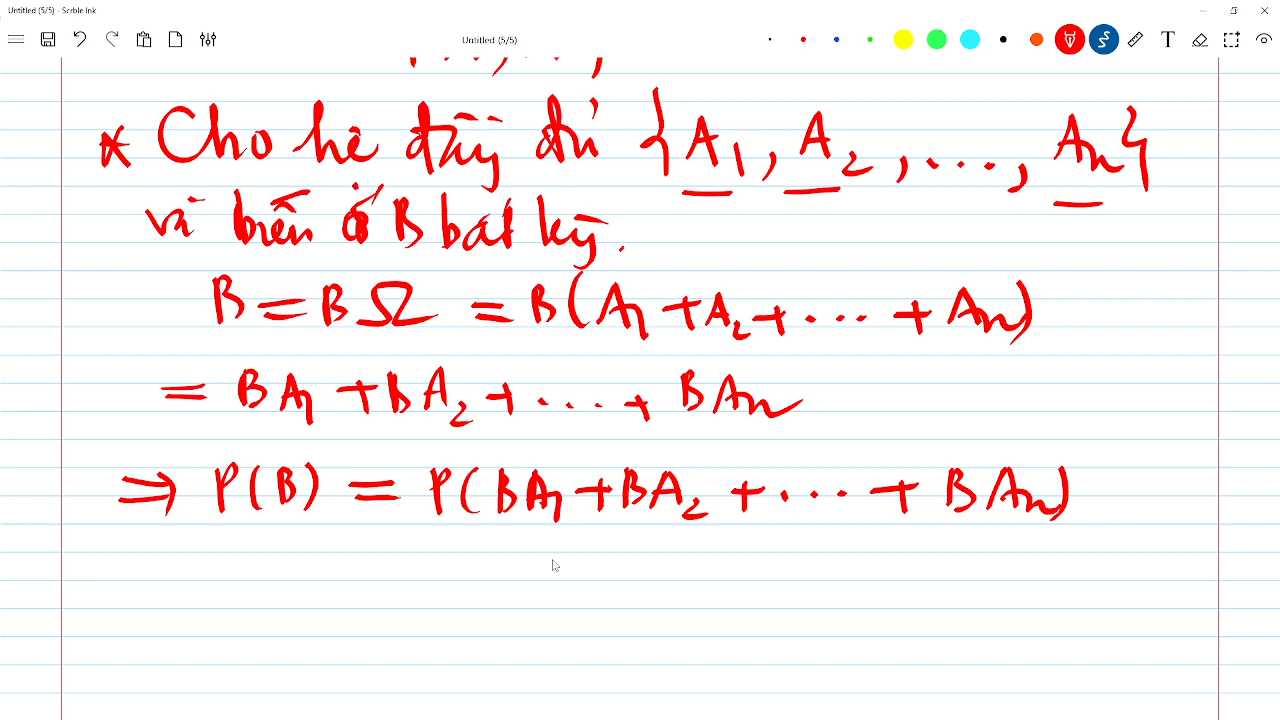 Untitled (5/5) - Scrble Ink
Untitled (5/5)
T
* Cho hệ đầy đủ {A₁, A₂, ..., Aₙ}
và biến cố B bất kỳ.
B = BΩ = B(A₁ + A₂ + ... + Aₙ)
= BA₁ + BA₂ + ... + BAₙ
⇒ P(B) = P(BA₁ + BA₂ + ... + BAₙ)